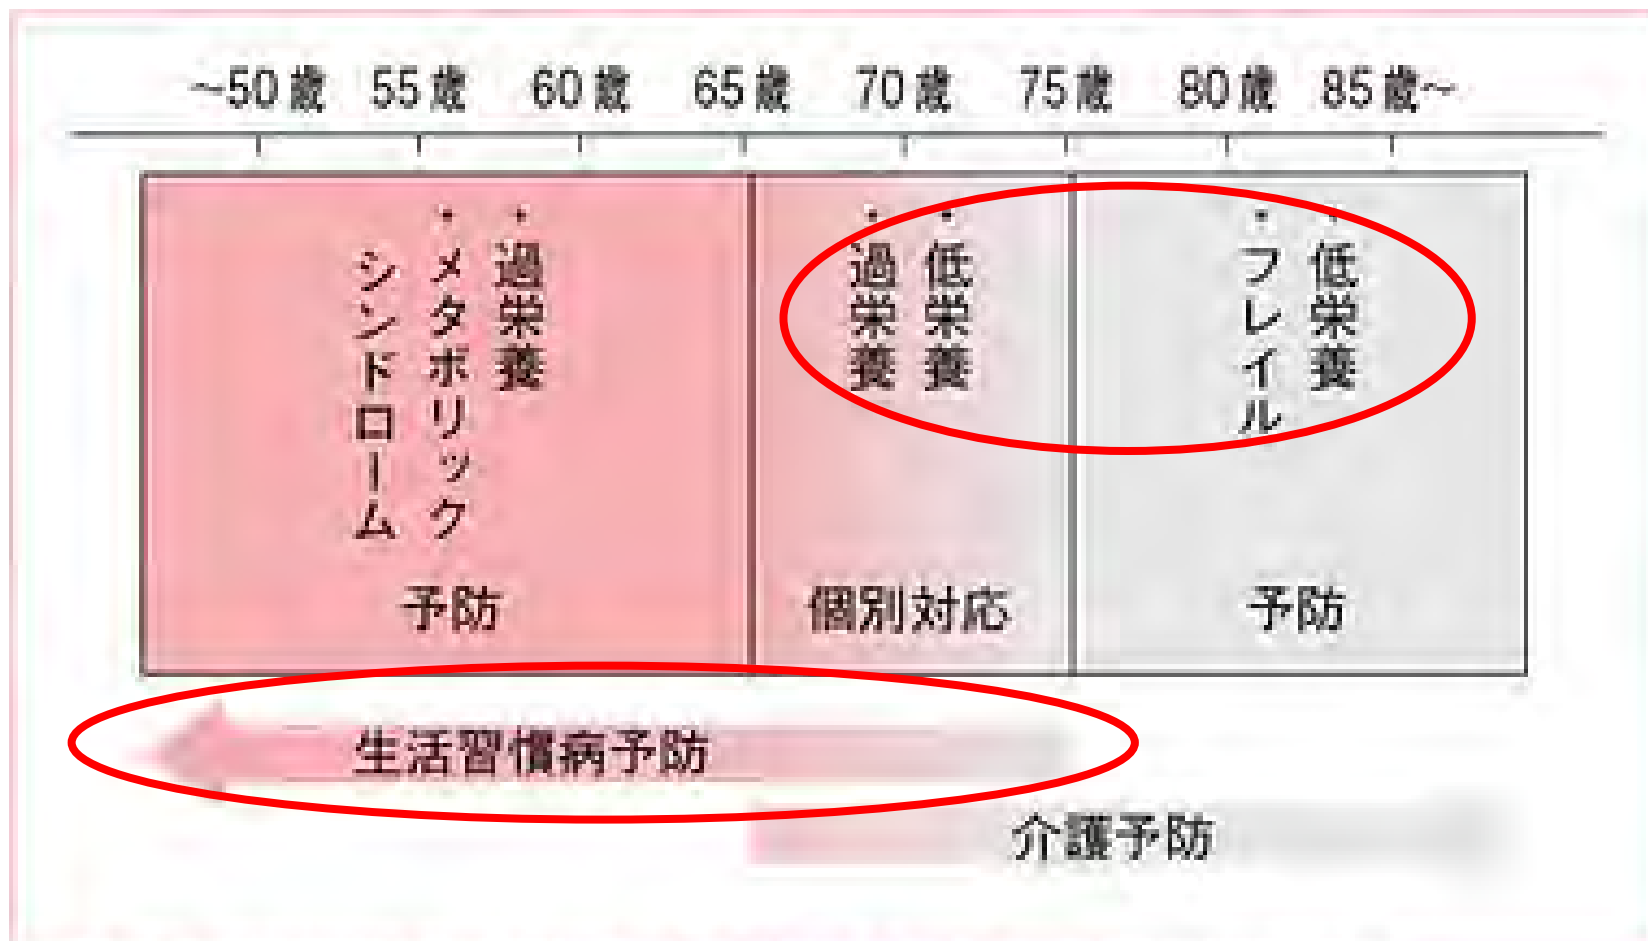 ～50歳 55歳 60歳 65歳 70歳 75歳 80歳 85歳～
・過栄養
・メタボリック
シンドローム
予防
・低栄養
・過栄養
個別対応
・低栄養
・フレイル
予防
生活習慣病予防
介護予防